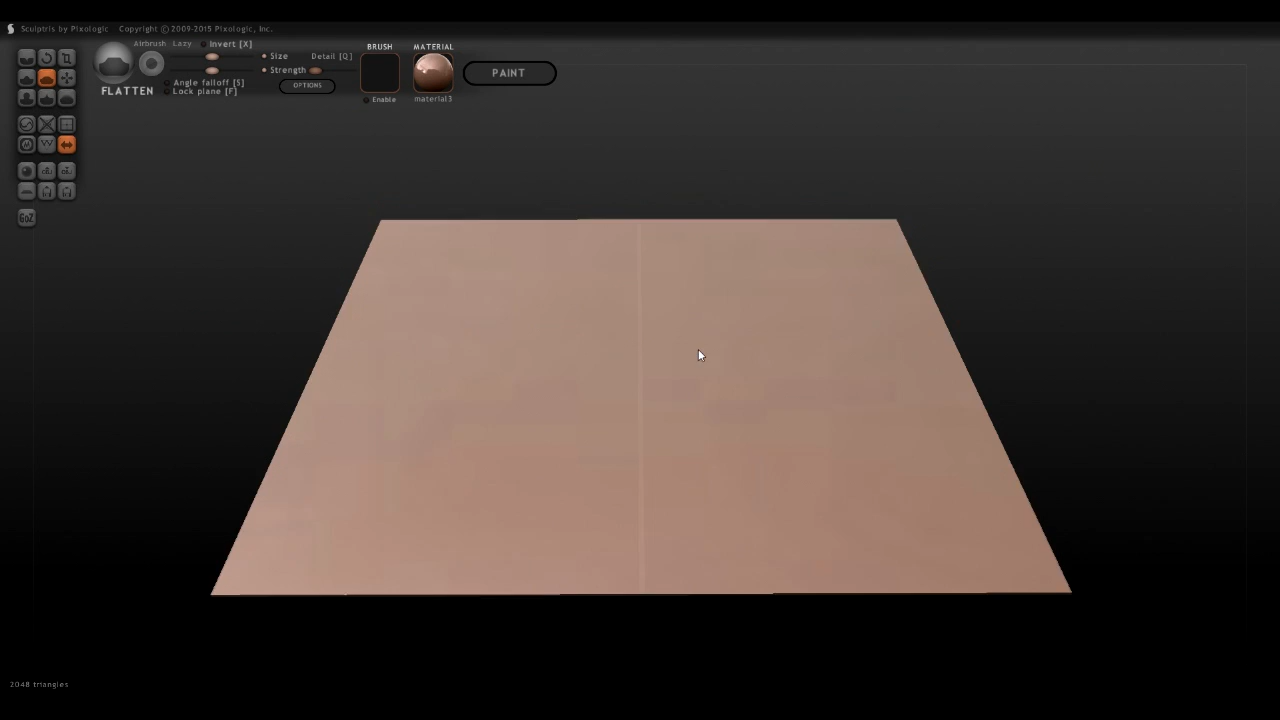 Sculptris by Pixologic Copyright © 2009-2015 Pixologic, Inc.
Airbrush Lazy Invert [X]
BRUSH MATERIAL
Size Detail [Q]
Strength
PAINT
Angle falloff [S]
OPTIONS
FLATTEN Lock plane [F]
Enable material3
GoZ
2048 triangles